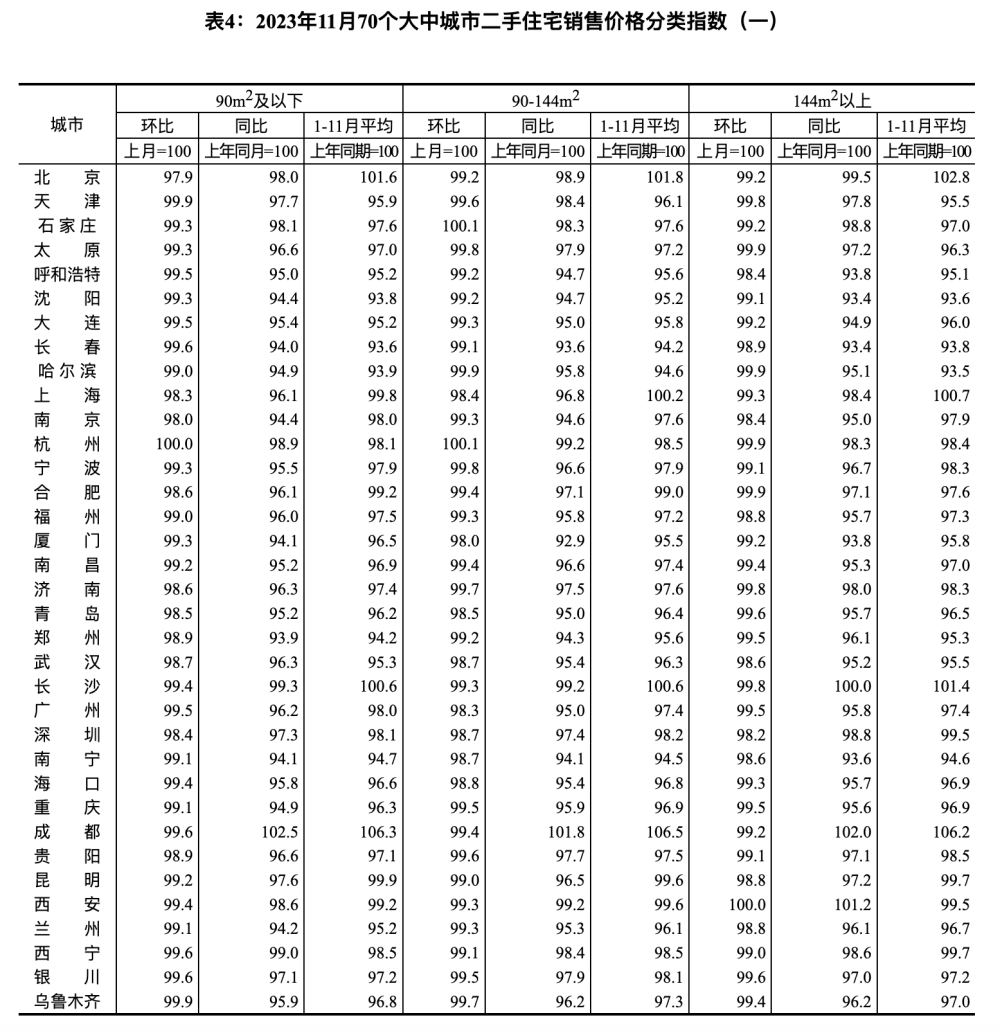 表4：2023年11月70个大中城市二手住宅销售价格分类指数（一）
城市 90m²及以下 90-144m² 144m²以上
环比 同比 1-11月平均 环比 同比 1-11月平均 环比 同比 1-11月平均
上月=100 上年同月=100 上年同期=100 上月=100 上年同月=100 上年同期=100 上月=100 上年同月=100 上年同期=100
北京 97.9 98.0 101.6 99.2 98.9 101.8 99.2 99.5 102.8
天津 99.9 97.7 95.9 99.6 98.4 96.1 99.8 97.8 95.5
石家庄 99.3 98.1 97.6 100.1 98.3 97.6 99.2 98.8 97.0
太原 99.3 96.6 97.0 99.8 97.9 97.2 99.9 97.2 96.3
呼和浩特 99.5 95.0 95.2 99.2 94.7 95.6 98.4 93.8 95.1
沈阳 99.3 94.4 93.8 99.2 94.7 95.2 99.1 93.4 93.6
大连 99.5 95.4 95.2 99.3 95.0 95.8 99.2 94.9 96.0
长春 99.6 94.0 93.6 99.1 93.6 94.2 98.9 93.4 93.8
哈尔滨 99.0 94.9 93.9 99.9 95.8 94.6 99.9 95.1 93.5
上海 98.3 96.1 99.8 98.4 96.8 100.2 99.3 98.4 100.7
南京 98.0 94.4 98.0 99.3 94.6 97.6 98.4 95.0 97.9
杭州 100.0 98.9 98.1 100.1 99.2 98.5 99.9 98.3 98.4
宁波 99.3 95.5 97.9 99.8 96.6 97.9 99.1 96.7 98.3
合肥 98.6 96.1 99.2 99.4 97.1 99.0 99.9 97.1 97.6
福州 99.0 96.0 97.5 99.3 95.8 97.2 98.8 95.7 97.3
厦门 99.3 94.1 96.5 98.0 92.9 95.5 99.2 93.8 95.8
南昌 99.2 95.2 96.9 99.4 96.6 97.4 99.4 95.3 97.0
济南 98.6 96.3 97.4 99.7 97.5 97.6 99.8 98.0 98.3
青岛 98.5 95.2 96.2 98.5 95.0 96.4 99.6 95.7 96.5
郑州 98.9 93.9 94.2 99.2 94.3 95.6 99.5 96.1 95.3
武汉 98.7 96.3 95.3 98.7 95.4 96.3 98.6 95.2 95.5
长沙 99.4 99.3 100.6 99.3 99.2 100.6 99.8 100.0 101.4
广州 99.5 96.2 98.0 98.3 95.0 97.4 99.5 95.8 97.4
深圳 98.4 97.3 98.1 98.7 97.4 98.2 98.2 98.8 99.5
南宁 99.1 94.1 94.7 98.7 94.1 94.5 98.6 93.6 94.6
海口 99.4 95.8 96.6 98.8 95.4 96.8 99.3 95.7 96.9
重庆 99.1 94.9 96.3 99.5 95.9 96.9 99.5 95.6 96.9
成都 99.6 102.5 106.3 99.4 101.8 106.5 99.2 102.0 106.2
贵阳 98.9 96.6 97.1 99.6 97.7 97.5 99.1 97.1 98.5
昆明 99.2 97.6 99.9 99.0 96.5 99.6 98.8 97.2 99.7
西安 99.4 98.6 99.2 99.3 99.2 99.6 100.0 101.2 99.5
兰州 99.1 94.2 95.2 99.3 95.3 96.1 98.8 96.1 96.7
西宁 99.6 99.0 98.5 99.1 98.4 98.5 99.0 98.6 99.7
银川 99.6 97.1 97.2 99.5 97.9 98.1 99.6 97.0 97.2
乌鲁木齐 99.9 95.9 96.8 99.7 96.2 97.3 99.4 96.2 97.0